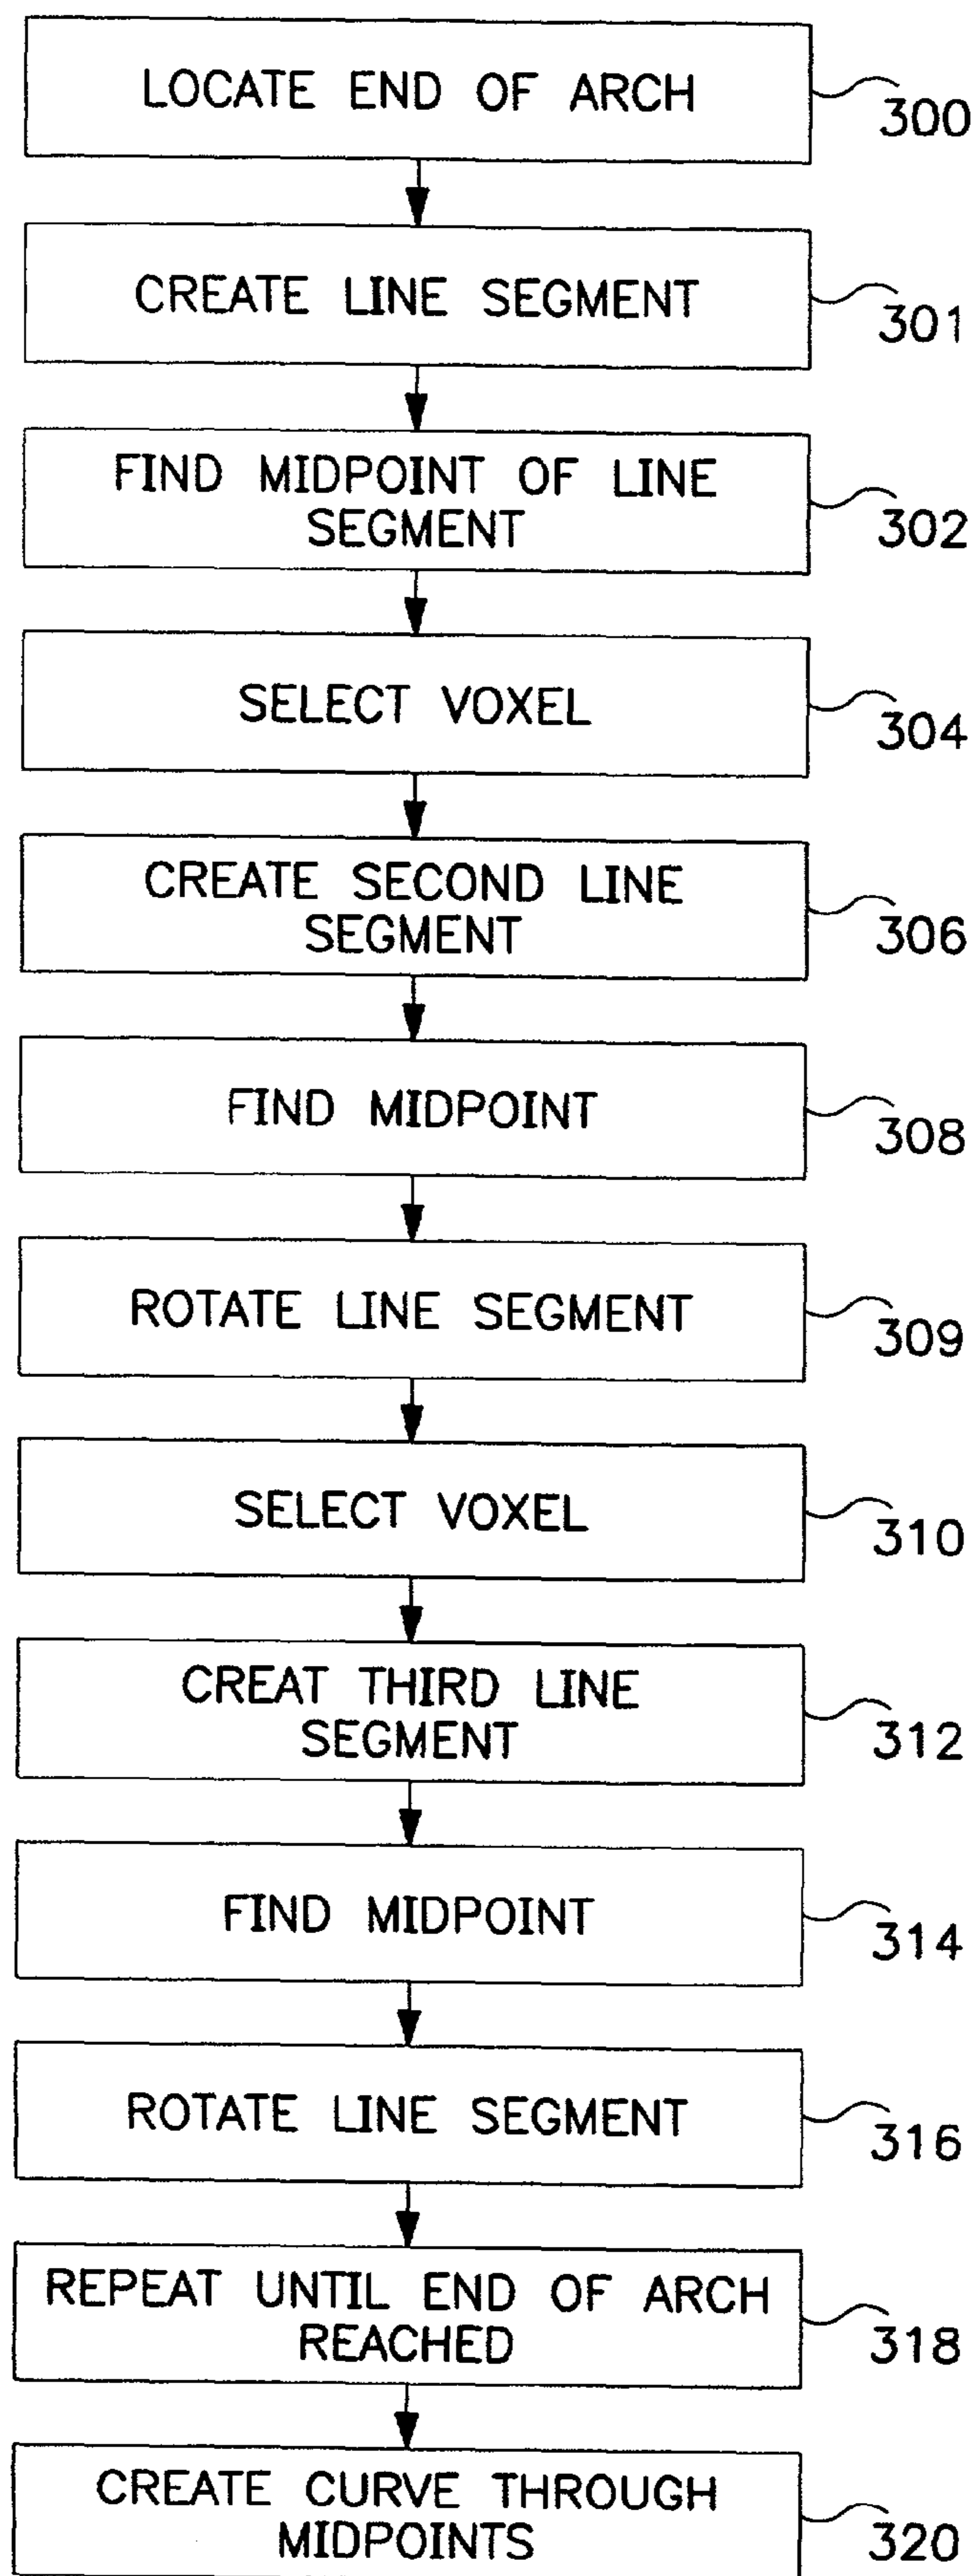 LOCATE END OF ARCH
300
CREATE LINE SEGMENT
301
FIND MIDPOINT OF LINE
SEGMENT
302
SELECT VOXEL
304
CREATE SECOND LINE
SEGMENT
306
FIND MIDPOINT
308
ROTATE LINE SEGMENT
309
SELECT VOXEL
310
CREAT THIRD LINE
SEGMENT
312
FIND MIDPOINT
314
ROTATE LINE SEGMENT
316
REPEAT UNTIL END OF ARCH
REACHED
318
CREATE CURVE THROUGH
MIDPOINTS
320